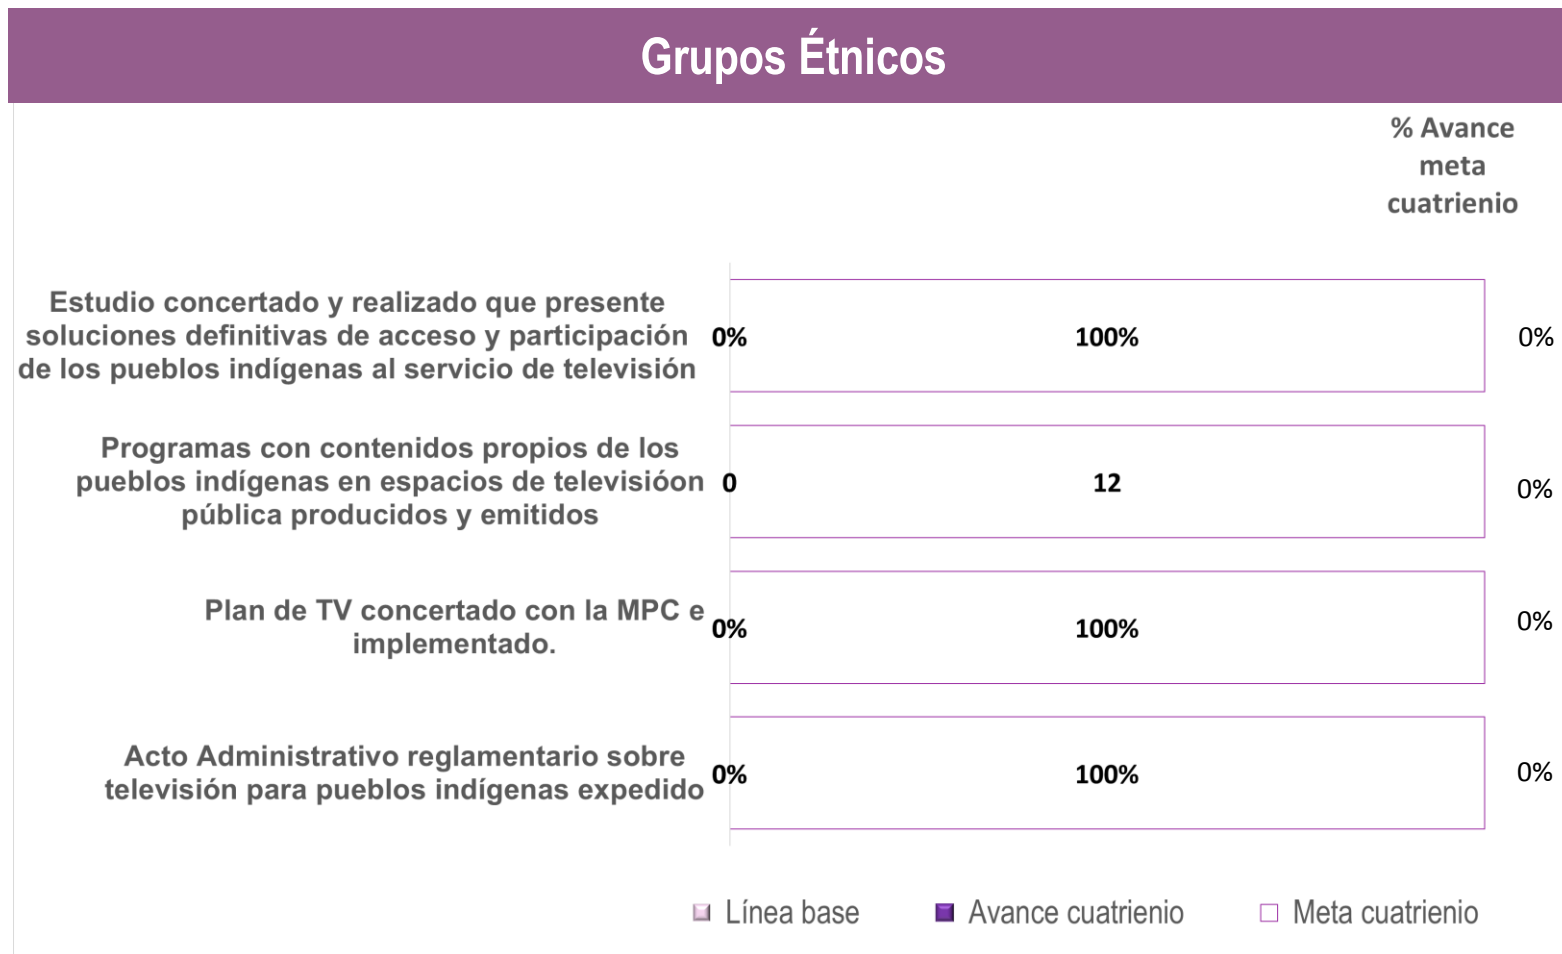 Grupos Étnicos
% Avance
meta
cuatrienio
Estudio concertado y realizado que presente
soluciones definitivas de acceso y participación
de los pueblos indígenas al servicio de televisión
0%
100%
0%
Programas con contenidos propios de los
pueblos indígenas en espacios de televisióon
pública producidos y emitidos
0
12
0%
Plan de TV concertado con la MPC e
implementado.
0%
100%
0%
Acto Administrativo reglamentario sobre
televisión para pueblos indígenas expedido
0%
100%
0%
Línea base
Avance cuatrienio
Meta cuatrienio